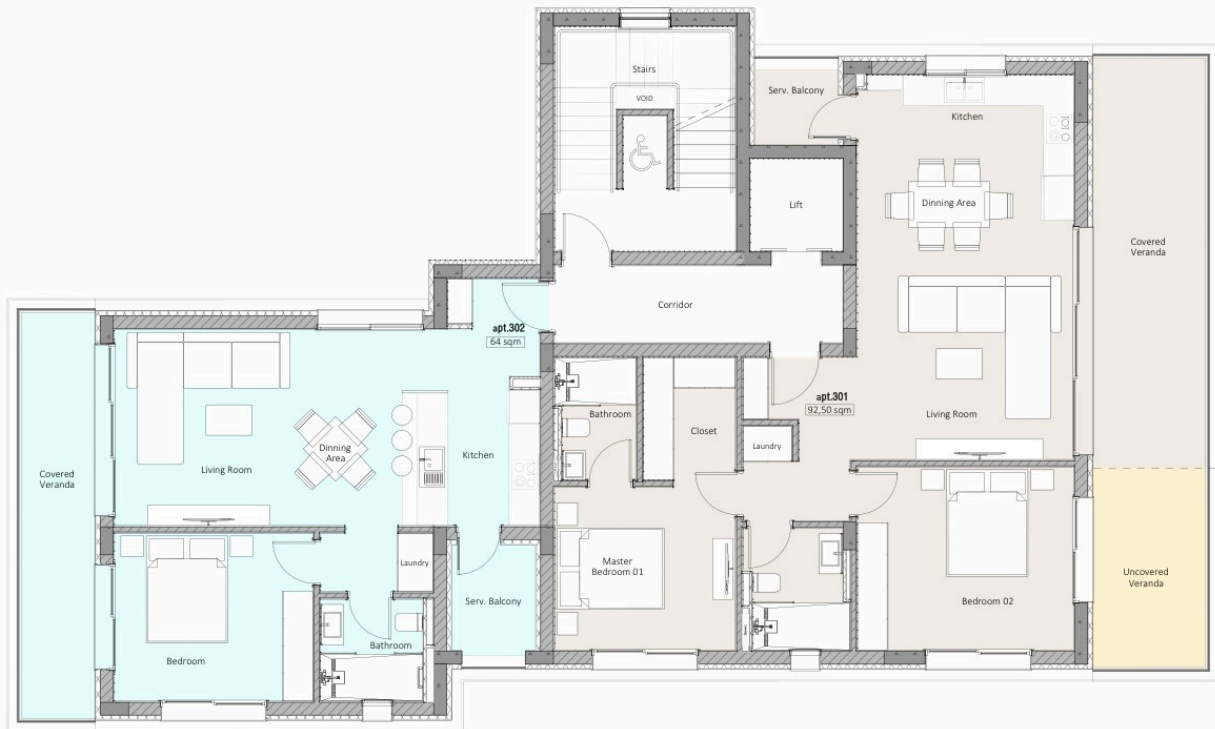 Stairs
VOID
Serv. Balcony
Kitchen
Lift
Dinning Area
Covered
Veranda
Corridor
apt.302
64 sqm
apt.301
92,50 sqm
Living Room
Bathroom
Closet
Laundry
Dinning
Area
Kitchen
Living Room
Covered
Veranda
Master
Bedroom 01
Laundry
Serv. Balcony
Bedroom 02
Uncovered
Veranda
Bathroom
Bedroom